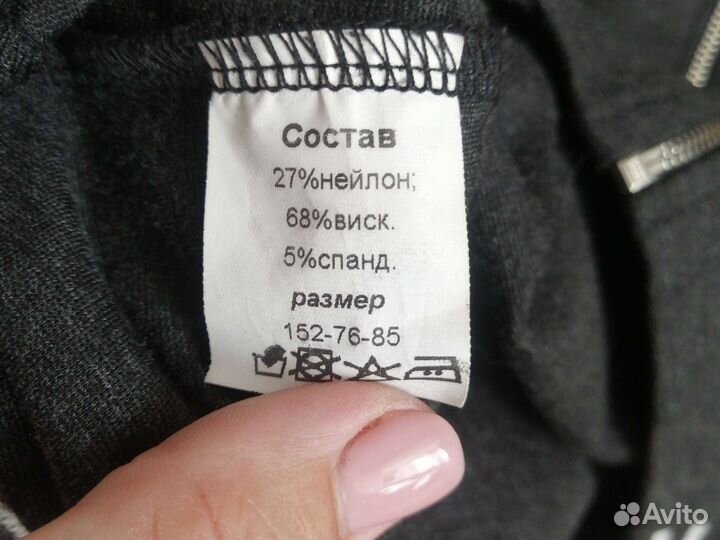 Состав
27%нейлон;
68%виск.
5%спанд.
размер
152-76-85
Avito